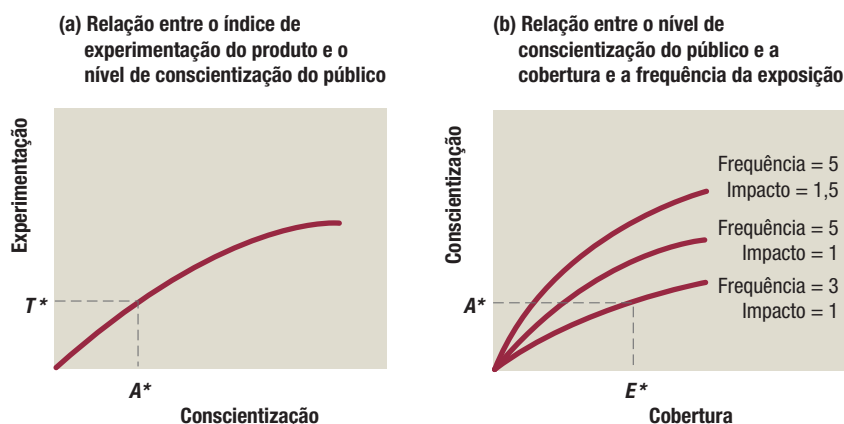 (a) Relação entre o índice de
experimentação do produto e o
nível de conscientização do público
Experimentação
T*
A*
Conscientização
(b) Relação entre o nível de
conscientização do público e a
cobertura e a frequência da exposição
Conscientização
Frequência = 5
Impacto = 1,5
Frequência = 5
Impacto = 1
Frequência = 3
Impacto = 1
A*
E*
Cobertura